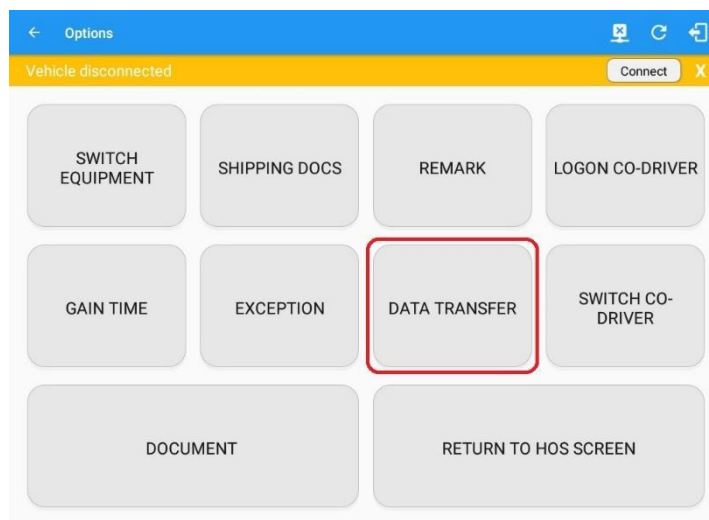 Options
Vehicle disconnected
Connect
X
SWITCH
EQUIPMENT
SHIPPING DOCS
REMARK
LOGON CO-DRIVER
GAIN TIME
EXCEPTION
DATA TRANSFER
SWITCH CO-
DRIVER
DOCUMENT
RETURN TO HOS SCREEN